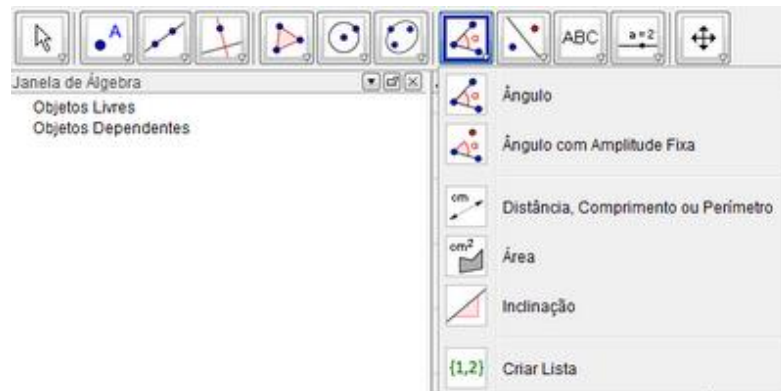 A
ABC
a=2
Janela de Álgebra
Objetos Livres
Objetos Dependentes
Ângulo
Ângulo com Amplitude Fixa
cm
Distância, Comprimento ou Perímetro
cm²
Área
Inclinação
{1,2}
Criar Lista